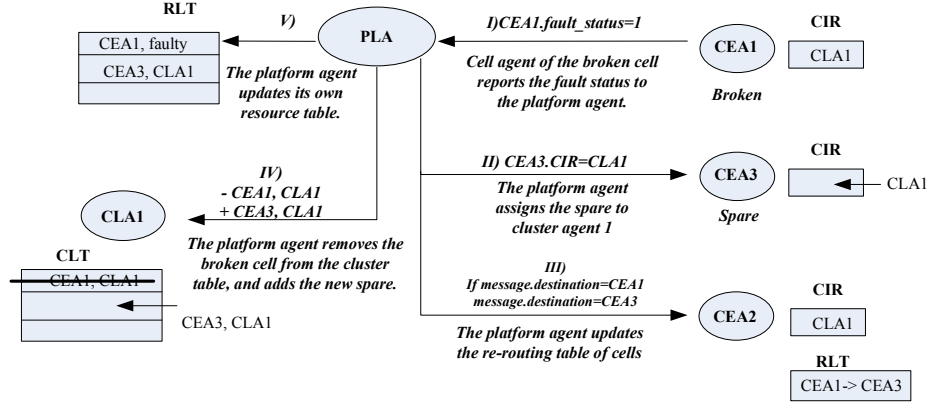 RLT
CEA1, faulty
CEA3, CLA1
V)
The platform agent
updates its own
resource table.
PLA
I)CEA1.fault_status=1
Cell agent of the broken cell
reports the fault status to
the platform agent.
CEA1
Broken
CIR
CLA1
II) CEA3.CIR=CLA1
The platform agent
assigns the spare to
cluster agent 1
CEA3
Spare
CIR
CLA1
IV)
- CEA1, CLA1
+ CEA3, CLA1
The platform agent removes the
broken cell from the cluster
table, and adds the new spare.
CLA1
CLT
CEA1, CLA1
CEA3, CLA1
III)
If message.destination=CEA1
message.destination=CEA3
The platform agent updates
the re-routing table of cells
CEA2
CIR
CLA1
RLT
CEA1-> CEA3